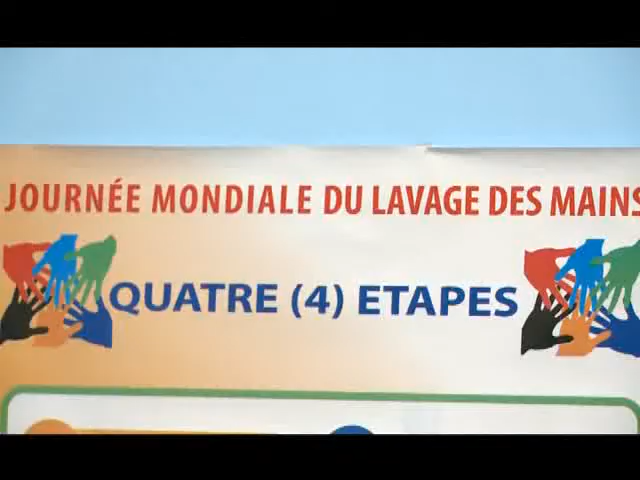 JOURNÉE MONDIALE DU LAVAGE DES MAINS
QUATRE (4) ETAPES